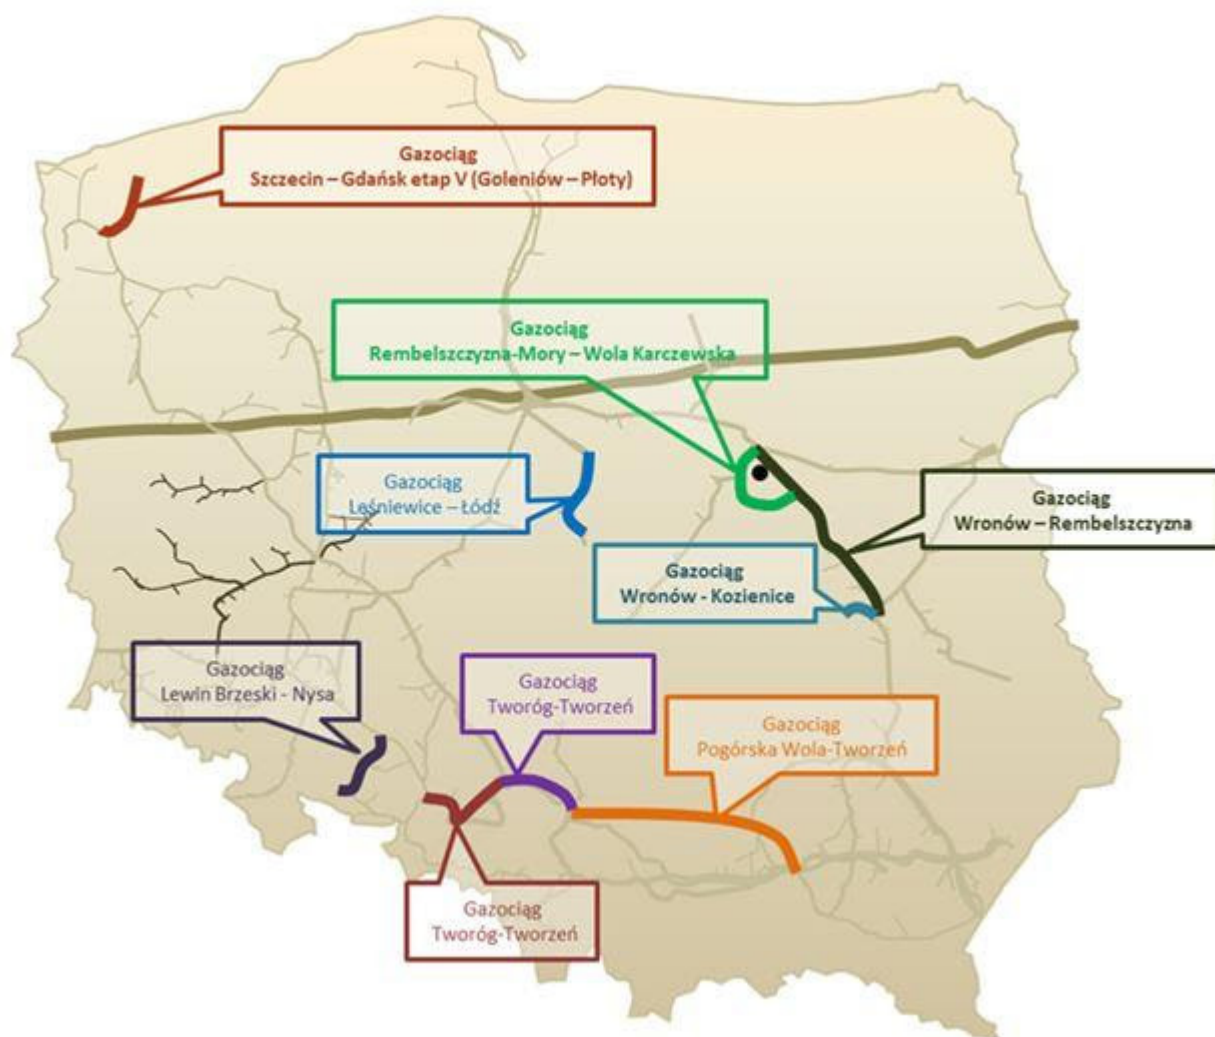 Gazociąg
Szczecin – Gdańsk etap V (Goleniów – Płoty)
Gazociąg
Rembelszczyzna-Mory – Wola Karczewska
Gazociąg
Leśniewice – Łódź
Gazociąg
Wronów – Rembelszczyzna
Gazociąg
Wronów - Kozienice
Gazociąg
Lewin Brzeski - Nysa
Gazociąg
Tworóg-Tworzeń
Gazociąg
Pogórska Wola-Tworzeń
Gazociąg
Tworóg-Tworzeń